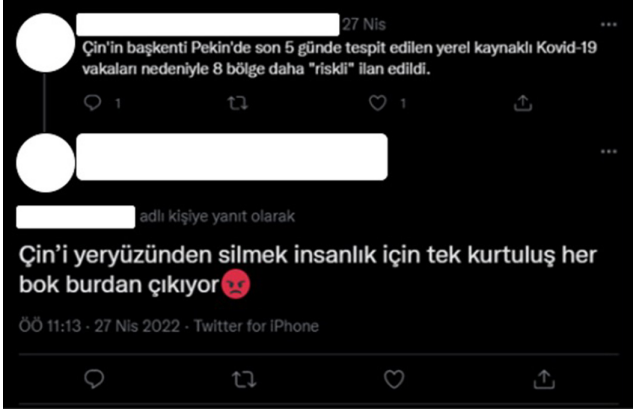 27 Nis
Çin'in başkenti Pekin'de son 5 günde tespit edilen yerel kaynaklı Kovid-19
vakaları nedeniyle 8 bölge daha "riskli" ilan edildi.
1 1
adlı kişiye yanıt olarak
Çin’i yeryüzünden silmek insanlık için tek kurtuluş her
bok burdan çıkıyor😡
ÖÖ 11:13 · 27 Nis 2022 · Twitter for iPhone